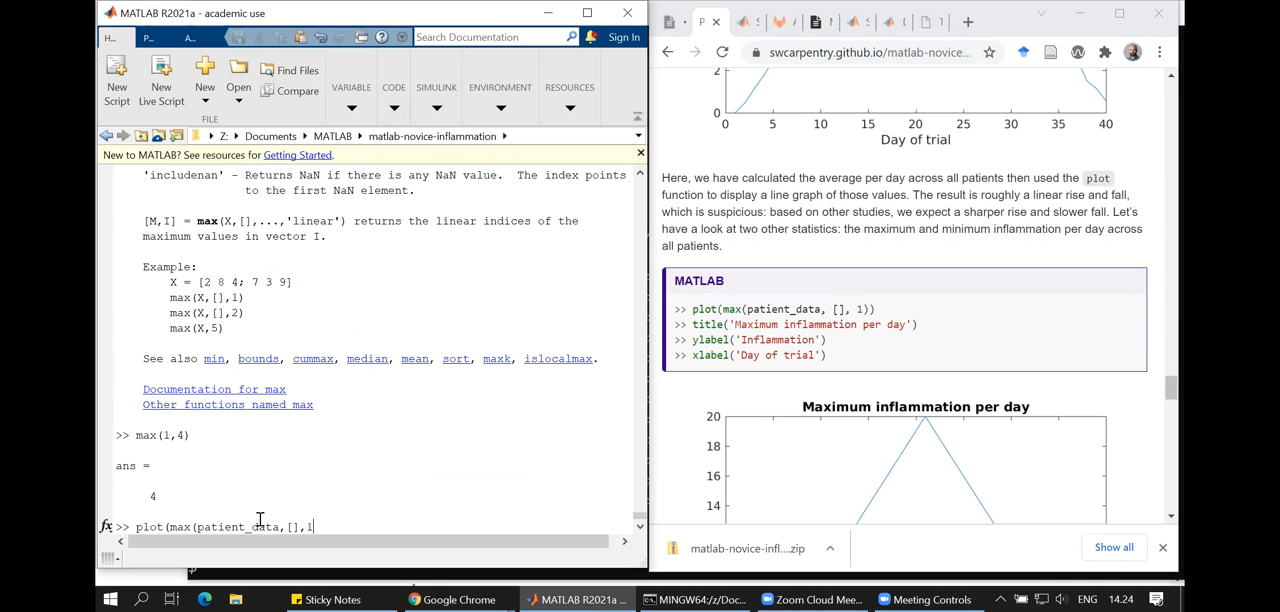 MATLAB R2021a - academic use
H...
P...
A...
Search Documentation
Sign In
New
Script
New
Live Script
New
Open
Find Files
Compare
FILE
VARIABLE
CODE
SIMULINK
ENVIRONMENT
RESOURCES
Z: Documents MATLAB matlab-novice-inflammation
New to MATLAB? See resources for Getting Started.
'includenan' - Returns NaN if there is any NaN value.  The index points
to the first NaN element.
[M,I] = max(X,[],...,'linear') returns the linear indices of the
maximum values in vector I.
Example:
X = [2 8 4; 7 3 9]
max(X,[],1)
max(X,[],2)
max(X,5)
See also min, bounds, cummax, median, mean, sort, maxk, islocalmax.
Documentation for max
Other functions named max
>> max(1,4)
ans =
4
fx >> plot(max(patient_data,[],1
P
swcarpentry.github.io/matlab-novice...
2
0
0 5 10 15 20 25 30 35 40
Day of trial
Here, we have calculated the average per day across all patients then used the plot
function to display a line graph of those values. The result is roughly a linear rise and fall,
which is suspicious: based on other studies, we expect a sharper rise and slower fall. Let's
have a look at two other statistics: the maximum and minimum inflammation per day across
all patients.
MATLAB
>> plot(max(patient_data, [], 1))
>> title('Maximum inflammation per day')
>> ylabel('Inflammation')
>> xlabel('Day of trial')
Maximum inflammation per day
20
18
16
14
matlab-novice-infl....zip
Show all
Sticky Notes
Google Chrome
MATLAB R2021a ...
MINGW64:/z/Doc...
Zoom Cloud Mee...
Meeting Controls
ENG
14.24